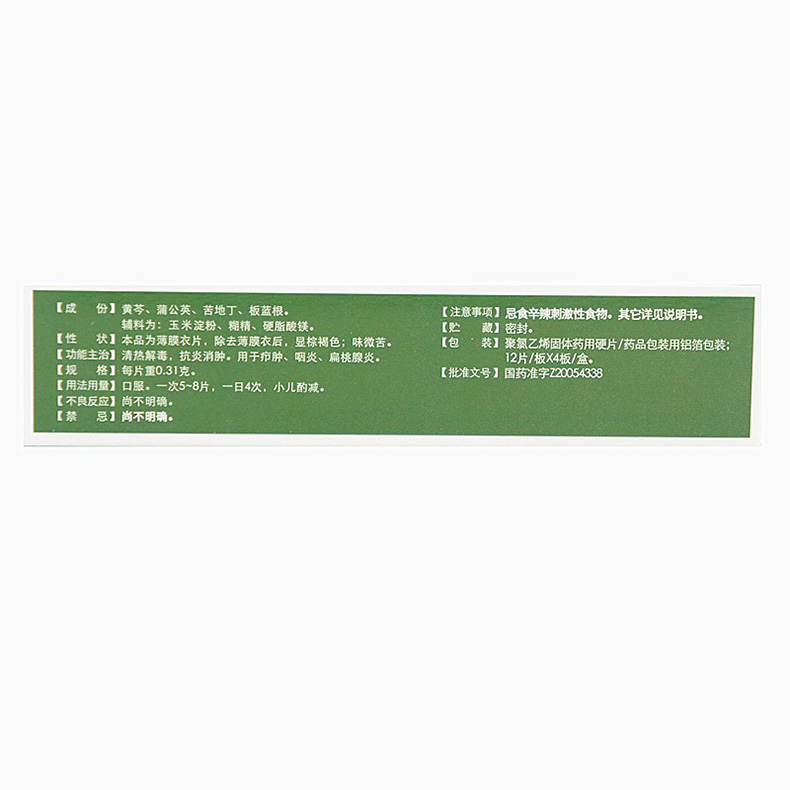 【成　份】黄芩、蒲公英、苦地丁、板蓝根。
辅料为：玉米淀粉、糊精、硬脂酸镁。
【性　状】本品为薄膜衣片，除去薄膜衣后，显棕褐色；味微苦。
【功能主治】清热解毒，抗炎消肿。用于疖肿、咽炎、扁桃腺炎。
【规　格】每片重0.31克。
【用法用量】口服。一次5~8片，一日4次，小儿酌减。
【不良反应】尚不明确。
【禁　忌】尚不明确。
【注意事项】忌食辛辣刺激性食物。其它详见说明书。
【贮　藏】密封。
【包　装】聚氯乙烯固体药用硬片/药品包装用铝箔包装；
12片/板X4板/盒。
【批准文号】国药准字Z20054338